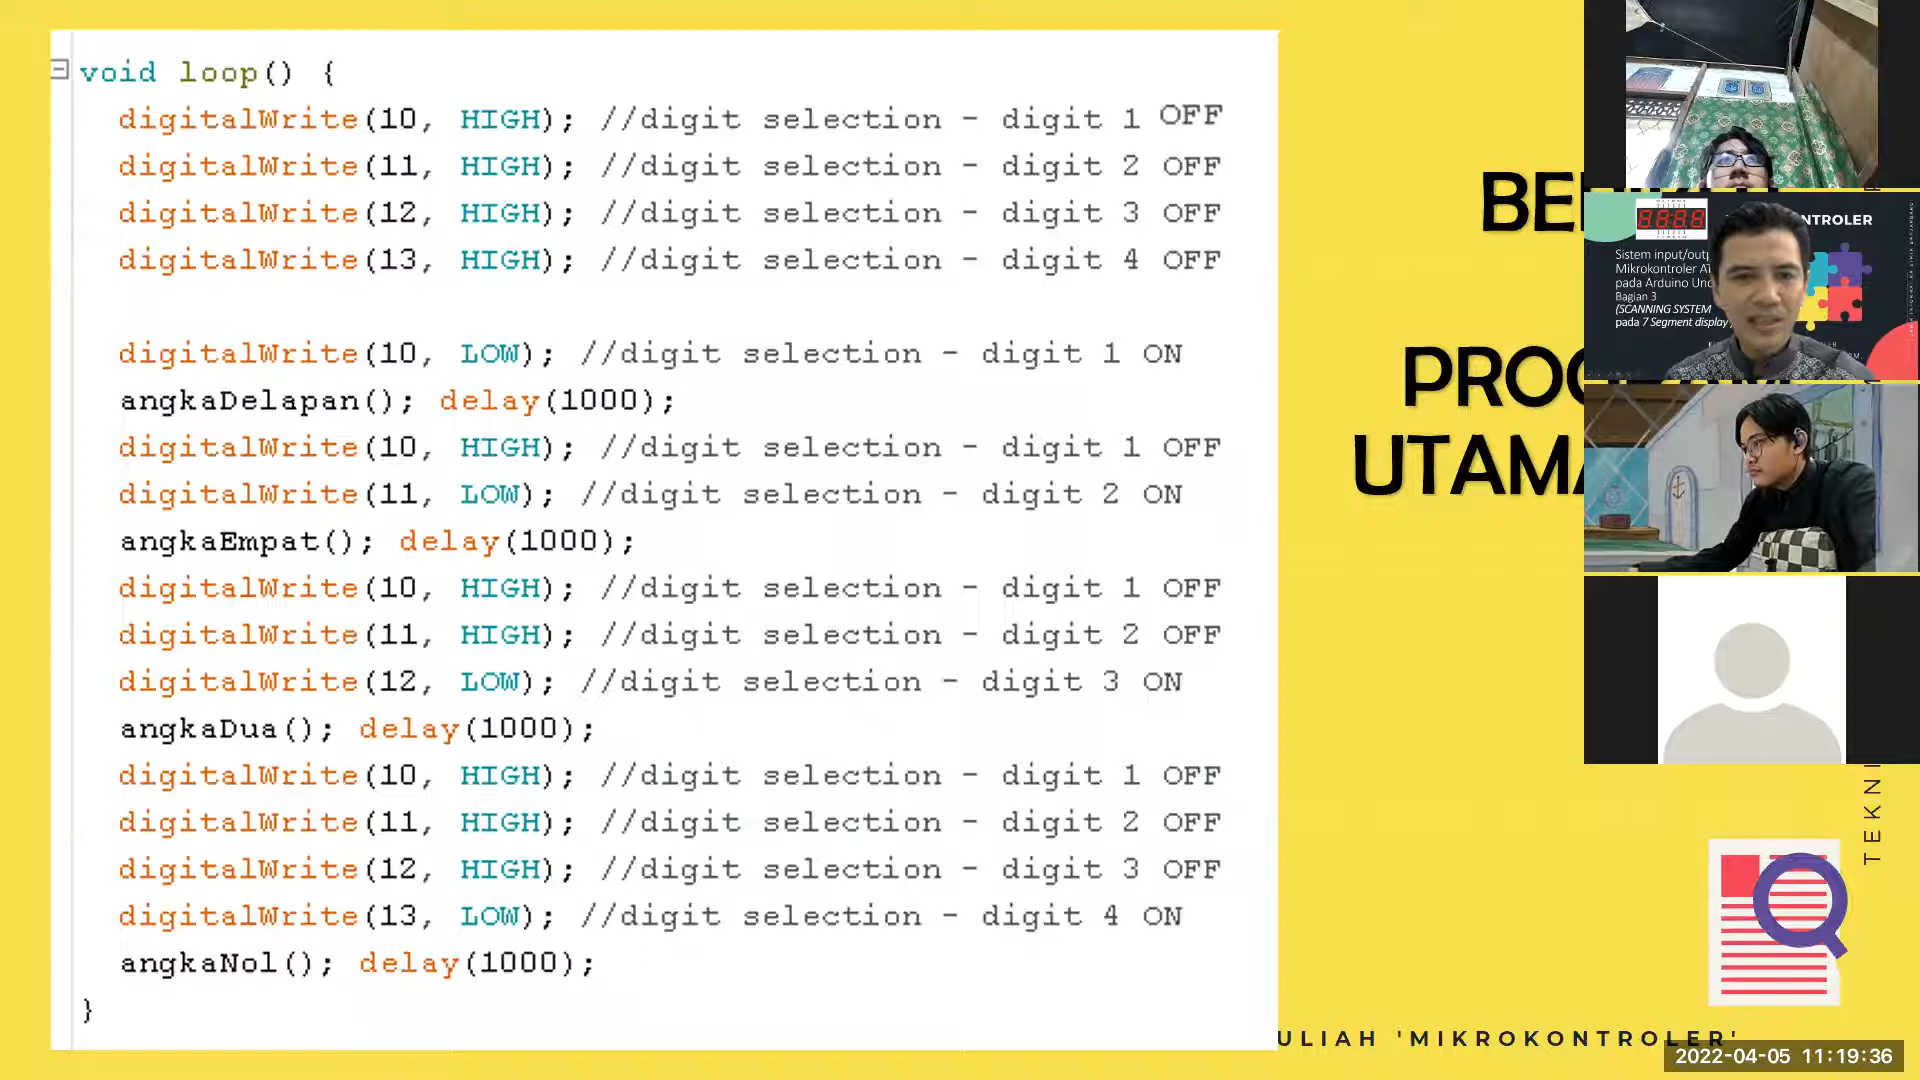 void loop() {
digitalWrite(10, HIGH); //digit selection - digit 1 OFF
digitalWrite(11, HIGH); //digit selection - digit 2 OFF
digitalWrite(12, HIGH); //digit selection - digit 3 OFF
digitalWrite(13, HIGH); //digit selection - digit 4 OFF
digitalWrite(10, LOW); //digit selection - digit 1 ON
angkaDelapan(); delay(1000);
digitalWrite(10, HIGH); //digit selection - digit 1 OFF
digitalWrite(11, LOW); //digit selection - digit 2 ON
angkaEmpat(); delay(1000);
digitalWrite(10, HIGH); //digit selection - digit 1 OFF
digitalWrite(11, HIGH); //digit selection - digit 2 OFF
digitalWrite(12, LOW); //digit selection - digit 3 ON
angkaDua(); delay(1000);
digitalWrite(10, HIGH); //digit selection - digit 1 OFF
digitalWrite(11, HIGH); //digit selection - digit 2 OFF
digitalWrite(12, HIGH); //digit selection - digit 3 OFF
digitalWrite(13, LOW); //digit selection - digit 4 ON
angkaNol(); delay(1000);
}
UTAMA
Sistem
Mikrokontroler
pada Arduino
Bagian 3
(SCANNING SYSTEM
pada 7 Segment display
ULIAH 'MIKROKONTROLER'
2022-04-05 11:19:36